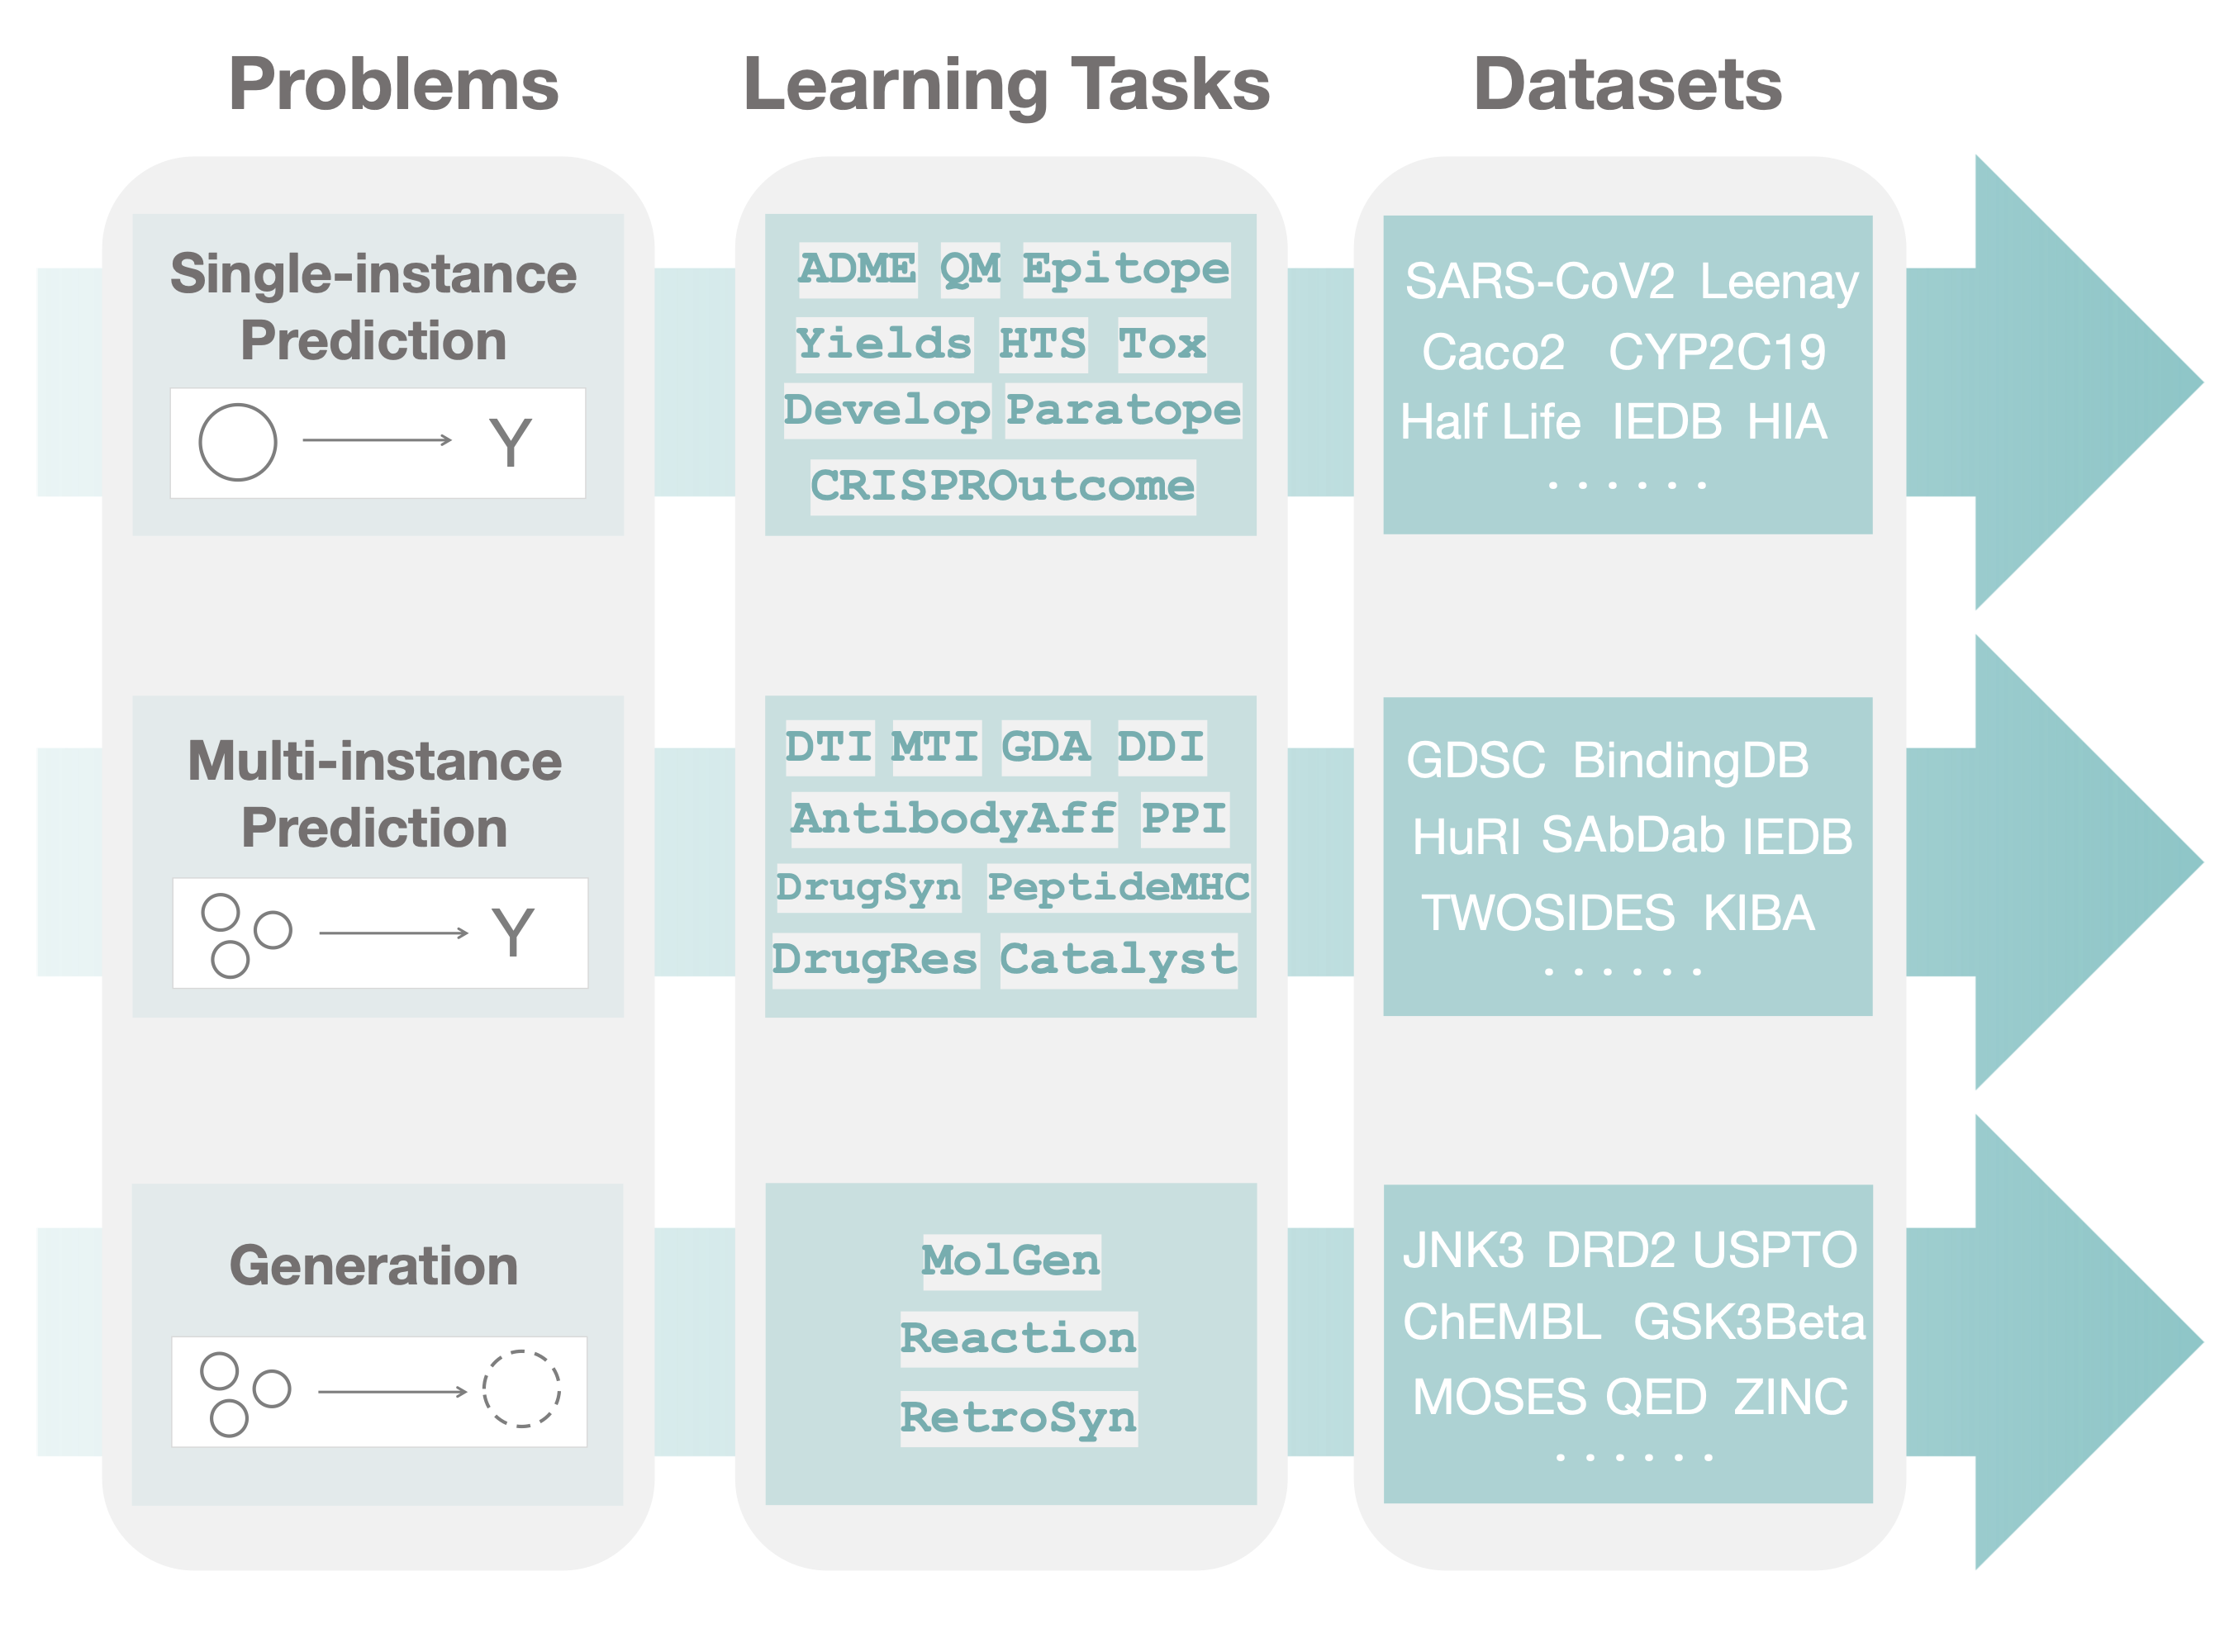 Problems Learning Tasks Datasets
Single-instance
Prediction
Y
ADME QM Epitope
Yields HTS Tox
Develop Paratope
CRISPROutcome
SARS-CoV2 Leenay
Caco2 CYP2C19
Half Life IEDB HIA
. . . . . .
Multi-instance
Prediction
Y
DTI MTI GDA DDI
AntibodyAff PPI
DrugSyn PeptideMHC
DrugRes Catalyst
GDSC BindingDB
HuRI SAbDab IEDB
TWOSIDES KIBA
. . . . . .
Generation
MolGen
Reaction
RetroSyn
JNK3 DRD2 USPTO
ChEMBL GSK3Beta
MOSES QED ZINC
. . . . . .